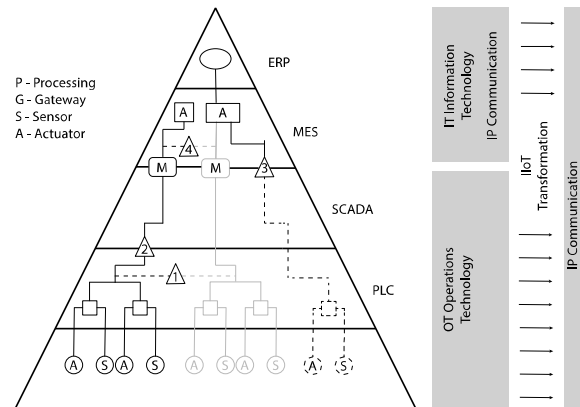 ERP
P - Processing
G - Gateway
S - Sensor
A - Actuator
A
A
MES
4
M
M
3
SCADA
2
1
PLC
A
S
A
S
S
A
S
A
S
A
S
IT Information
Technology
IP Communication
OT Operations
Technology
IIoT
Transformation
IP Communication